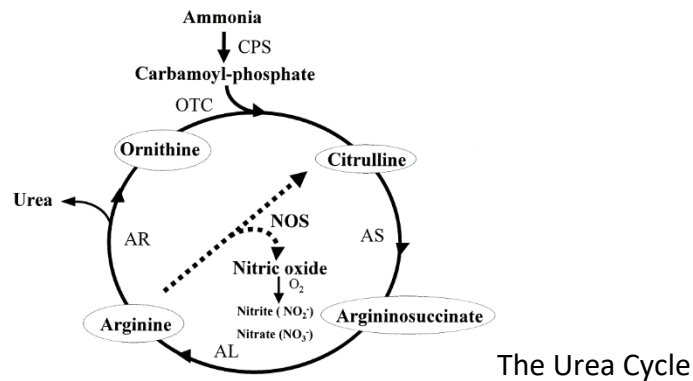 Ammonia
CPS
Carbamoyl-phosphate
OTC
Ornithine
Citrulline
Urea
NOS
AR
AS
Nitric oxide
O₂
Nitrite (NO₂⁻)
Arginine
Argininosuccinate
Nitrate (NO₃⁻)
AL
The Urea Cycle